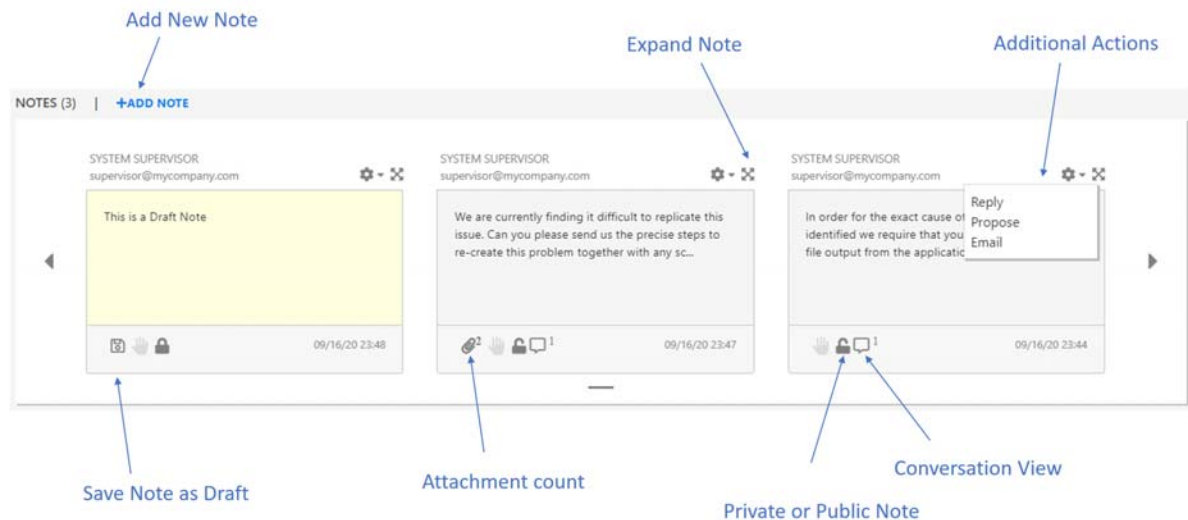 Add New Note
Expand Note
Additional Actions
NOTES (3) | +ADD NOTE
SYSTEM SUPERVISOR
supervisor@mycompany.com
This is a Draft Note
09/16/20 23:48
SYSTEM SUPERVISOR
supervisor@mycompany.com
We are currently finding it difficult to replicate this
issue. Can you please send us the precise steps to
re-create this problem together with any sc...
2
1
09/16/20 23:47
SYSTEM SUPERVISOR
supervisor@mycompany.com
Reply
Propose
Email
In order for the exact cause of
identified we require that you
file output from the applicatio
1
09/16/20 23:44
Save Note as Draft
Attachment count
Private or Public Note
Conversation View